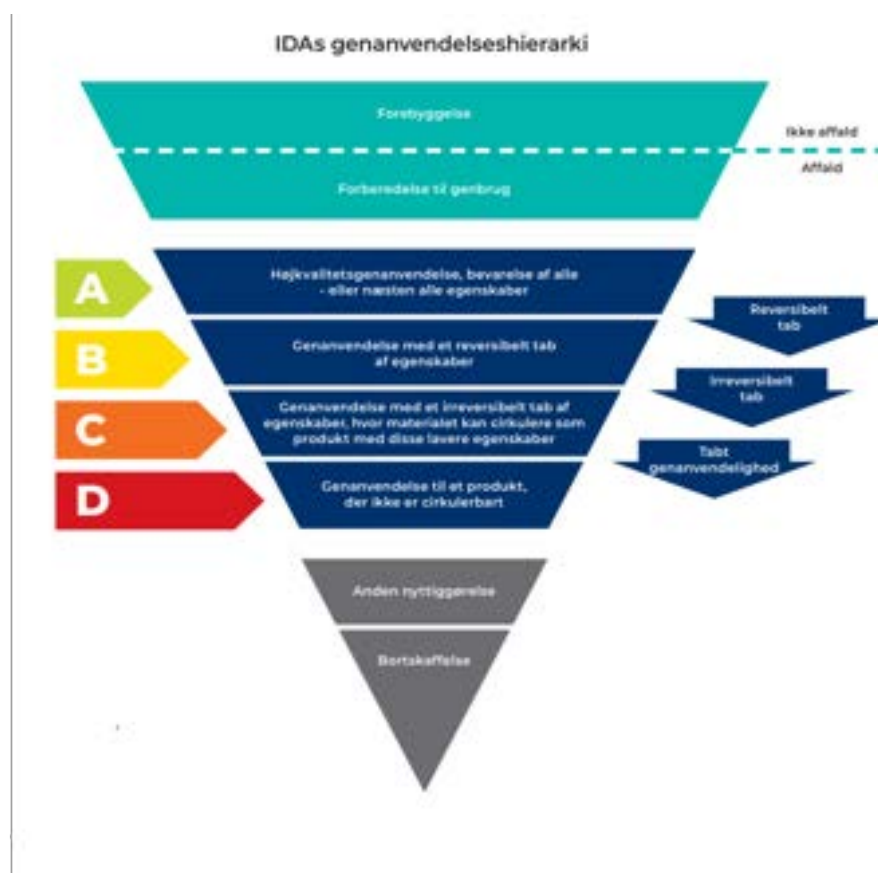 IDAs genanvendelseshierarki
Forebyggelse
Ikke affald
Affald
Forberedelse til genbrug
A
Højkvalitetsgenanvendelse, bevarelse af alle
- eller næsten alle egenskaber
Reversibelt
tab
B
Genanvendelse med et reversibelt tab
af egenskaber
Irreversibelt
tab
C
Genanvendelse med et irreversibelt tab af
egenskaber, hvor materialet kan cirkulere som
produkt med disse lavere egenskaber
Tabt
genanvendelighed
D
Genanvendelse til et produkt,
der ikke er cirkulerbart
Anden nyttiggørelse
Bortskaffelse